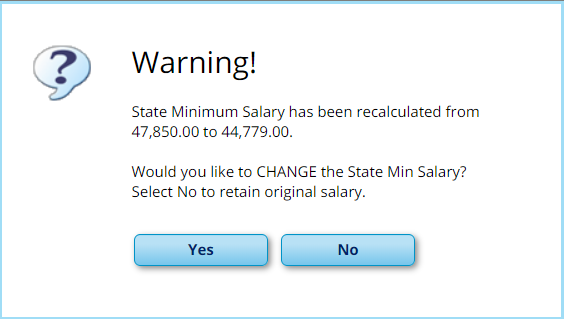 Warning!
State Minimum Salary has been recalculated from
47,850.00 to 44,779.00.
Would you like to CHANGE the State Min Salary?
Select No to retain original salary.
Yes
No